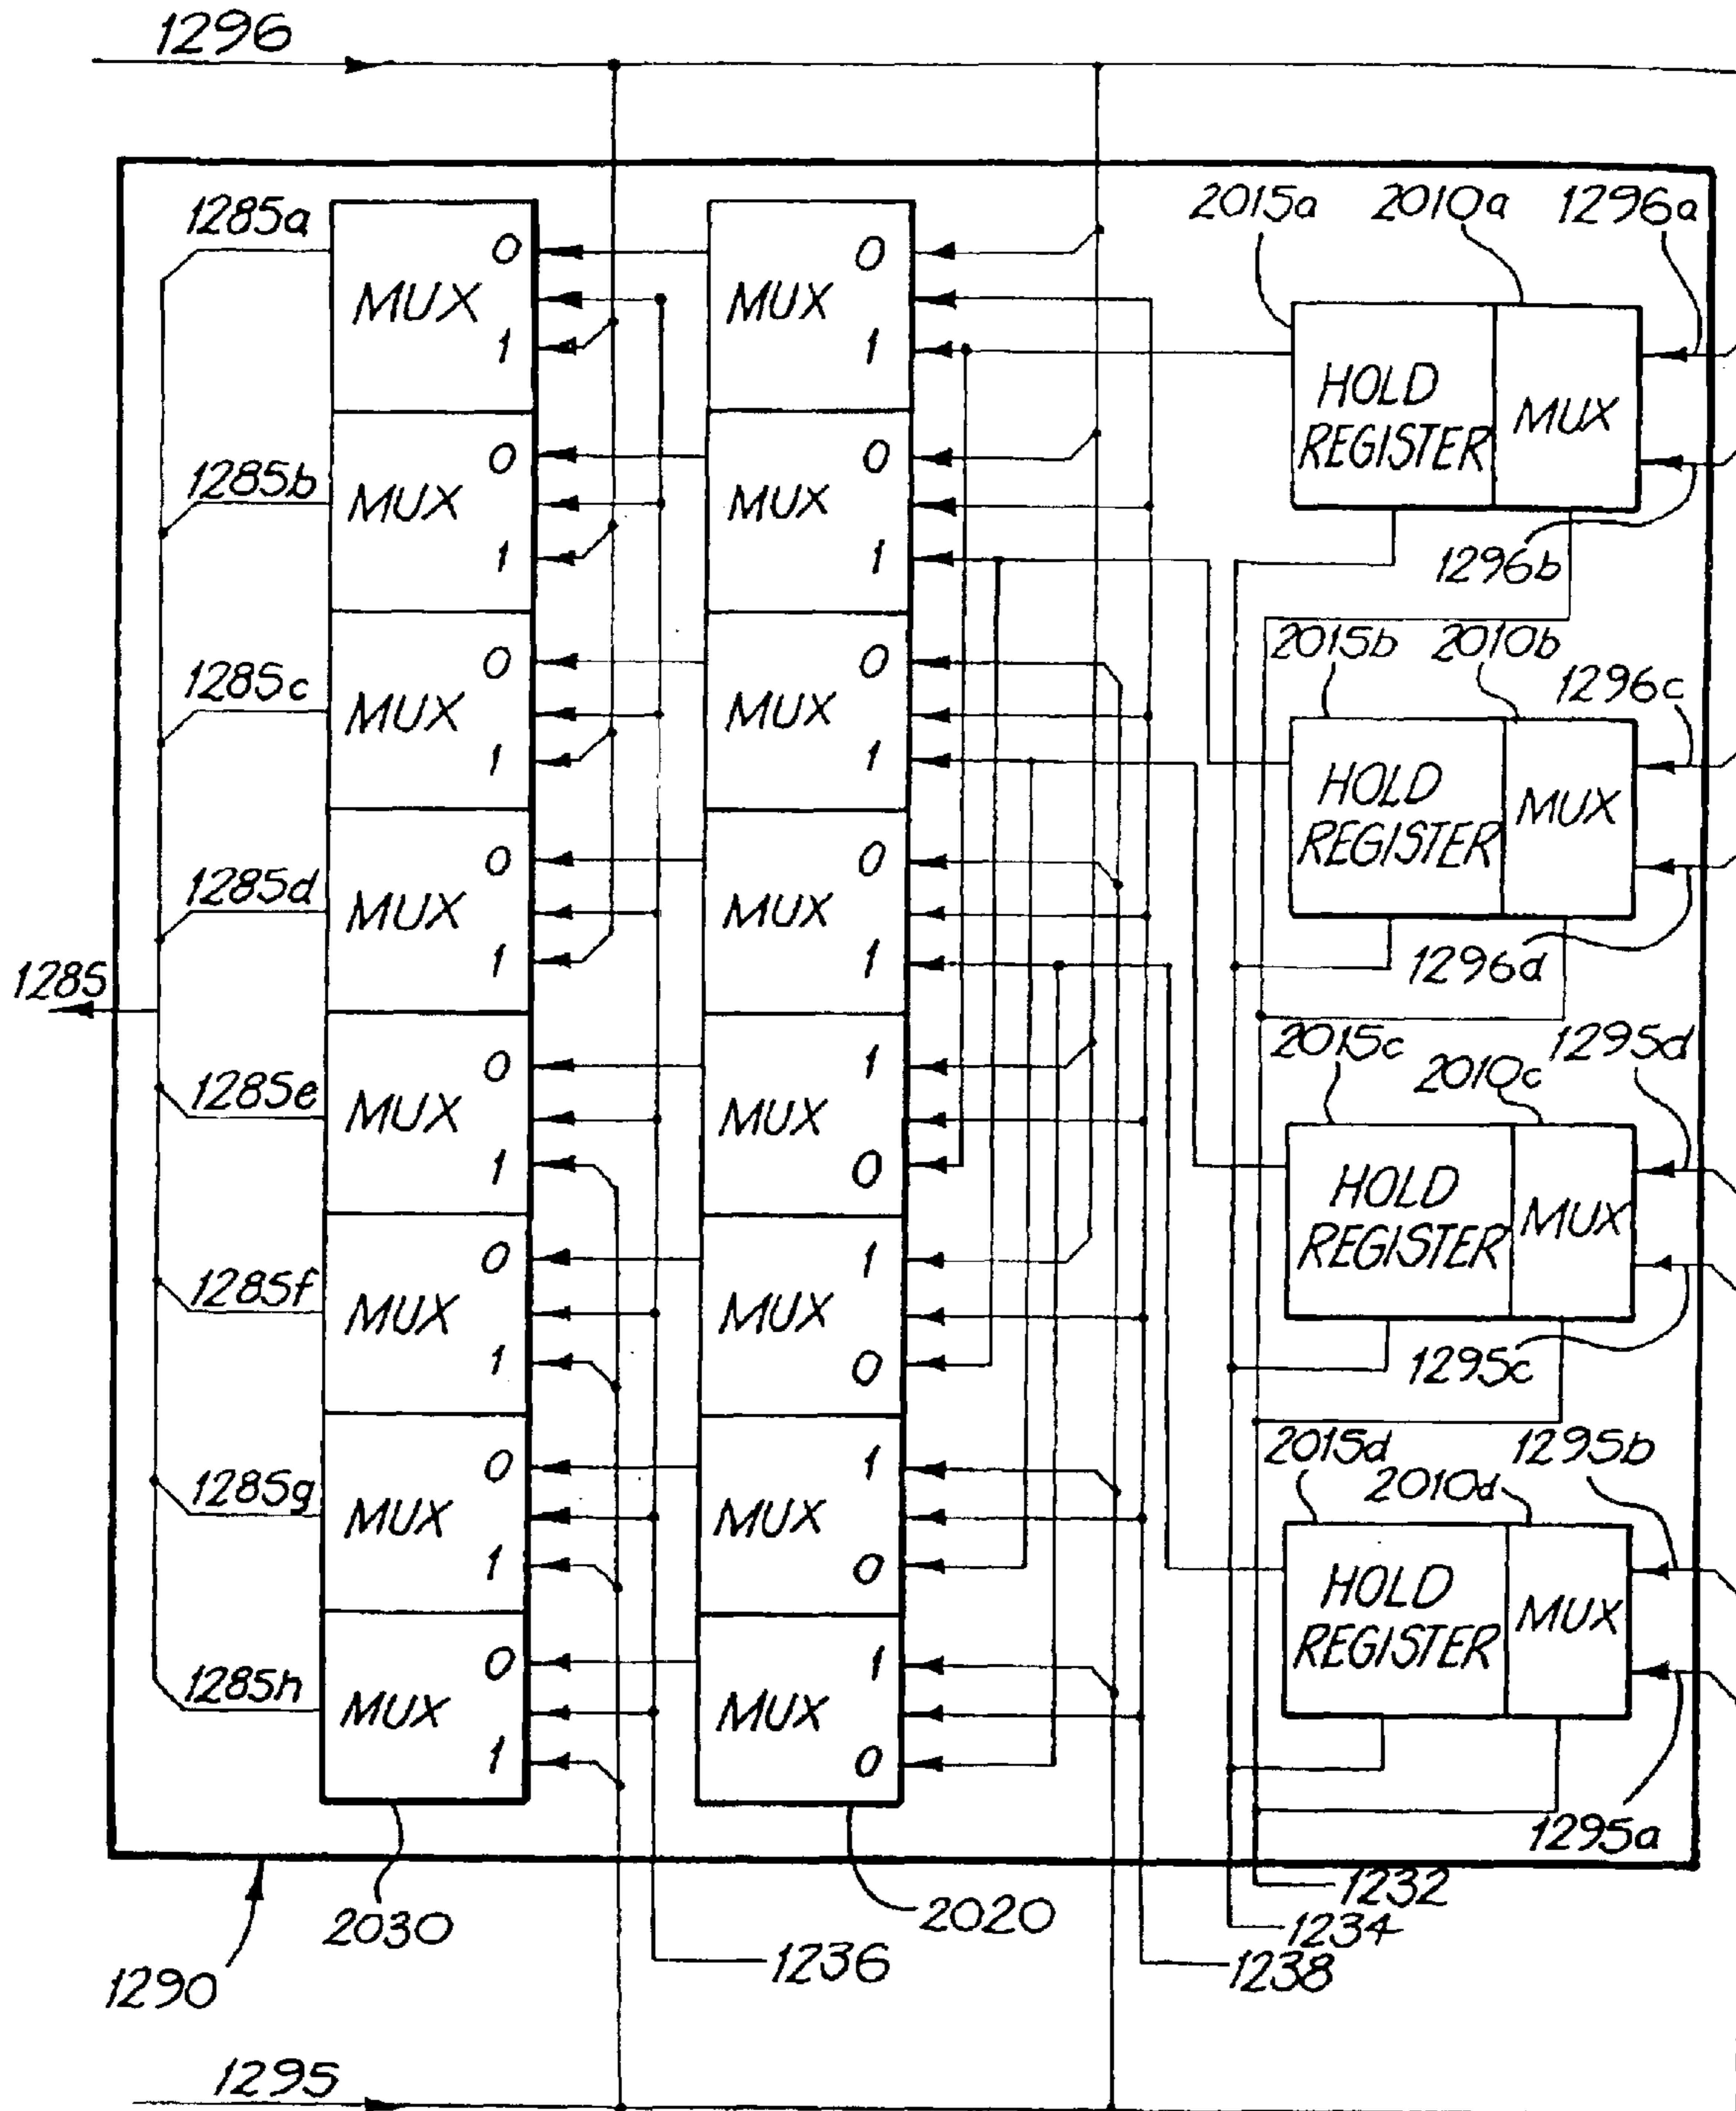 1296
2015a 2010a 1296a
1285a
0
MUX
1
0
MUX
1
HOLD
REGISTER
MUX
1285b
0
MUX
1
0
MUX
1
1296b
2015b 2010b
1296c
1285c
0
MUX
1
0
MUX
1
HOLD
REGISTER
MUX
1285d
0
MUX
1
0
MUX
1
1296d
1285
2015c 2010c 1295d
1285e
0
MUX
1
1
MUX
0
HOLD
REGISTER
MUX
1285f
0
MUX
1
1
MUX
0
1295c
2015d 2010d 1295b
1285g
0
MUX
1
1
MUX
0
HOLD
REGISTER
MUX
1285h
0
MUX
1
1
MUX
0
1295a
1232
2030
2020
1234
1290
1236
1238
1295